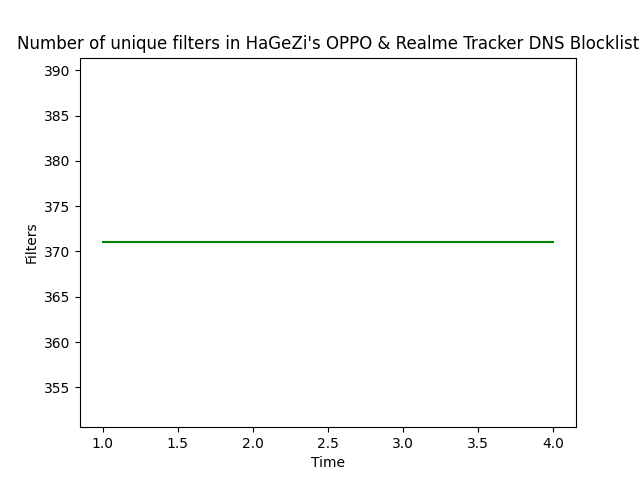 Number of unique filters in HaGeZi's OPPO & Realme Tracker DNS Blocklist
390
385
380
375
370
365
360
355
Filters
1.0 1.5 2.0 2.5 3.0 3.5 4.0
Time